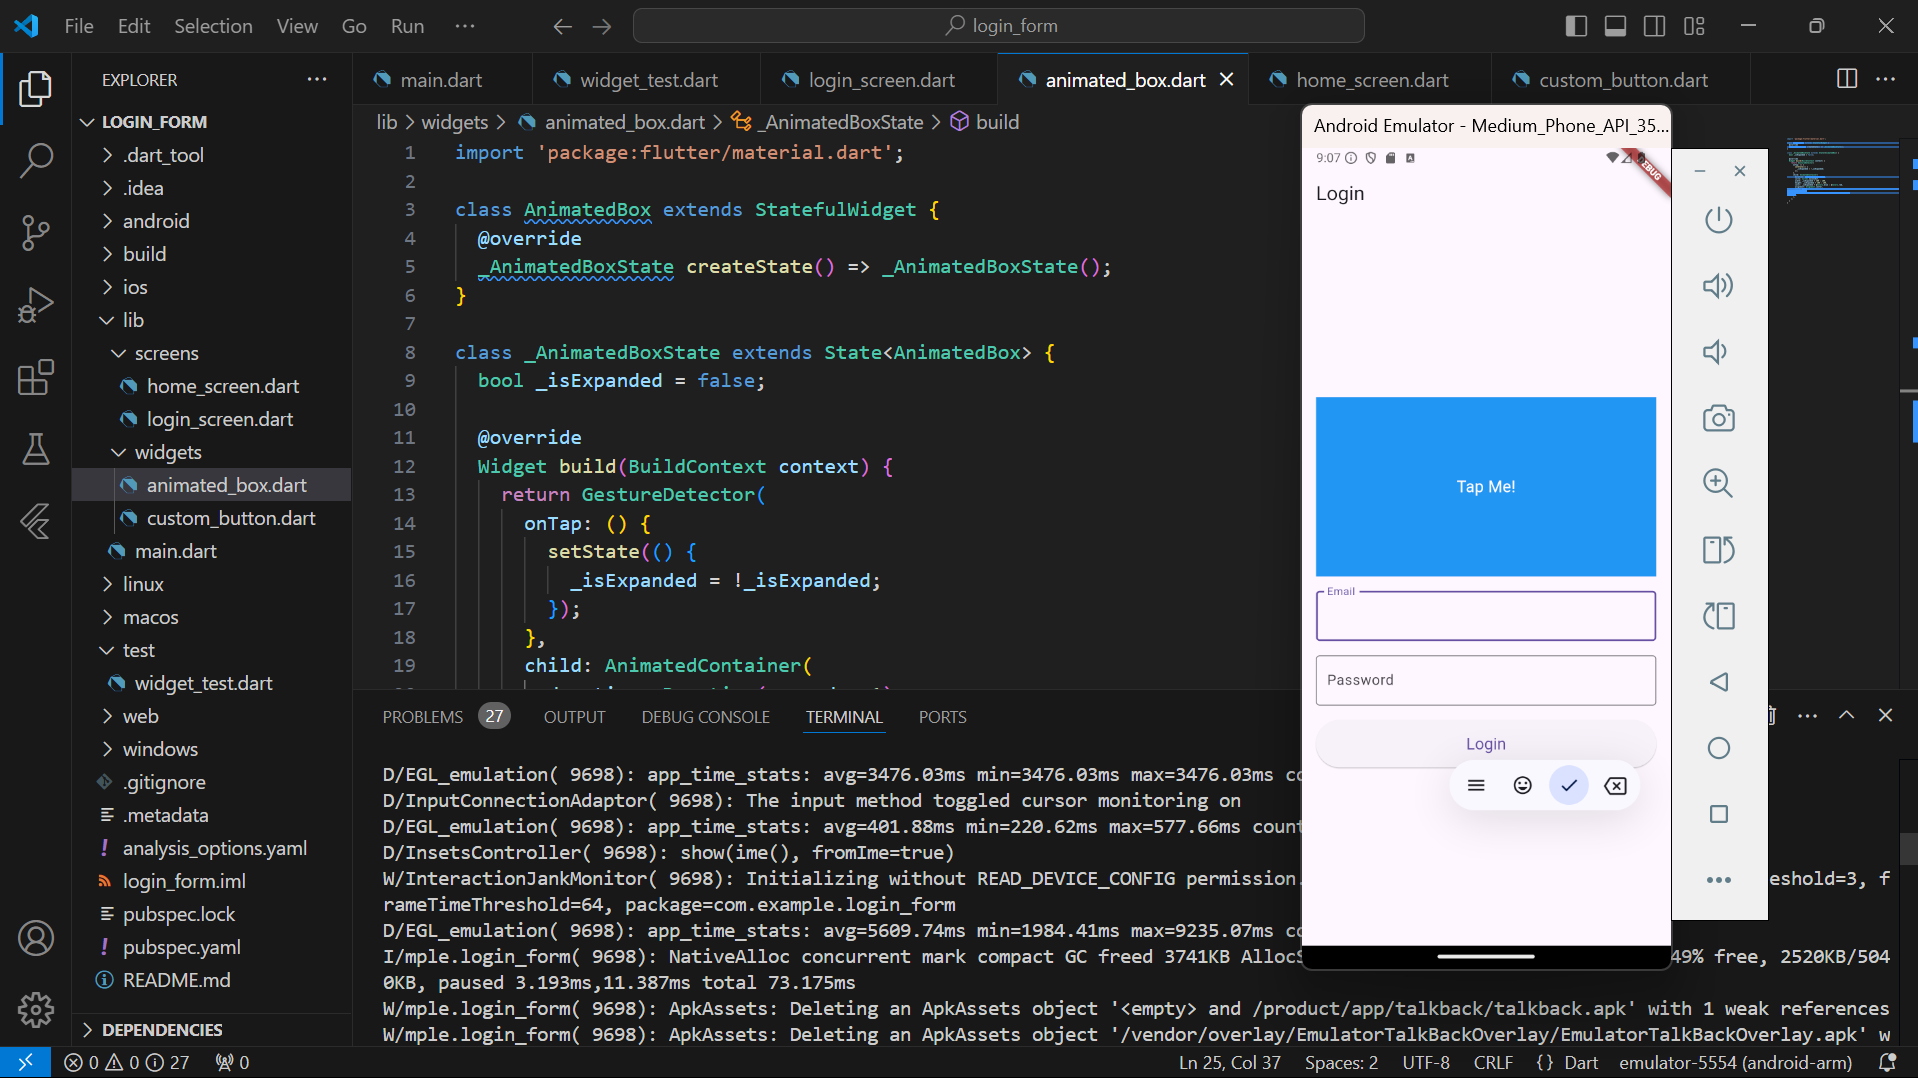 File Edit Selection View Go Run ···
login_form
EXPLORER
LOGIN_FORM
.dart_tool
.idea
android
build
ios
lib
screens
home_screen.dart
login_screen.dart
widgets
animated_box.dart
custom_button.dart
main.dart
linux
macos
test
widget_test.dart
web
windows
.gitignore
.metadata
analysis_options.yaml
login_form.iml
pubspec.lock
pubspec.yaml
README.md
DEPENDENCIES
main.dart widget_test.dart login_screen.dart animated_box.dart home_screen.dart custom_button.dart
lib > widgets > animated_box.dart > _AnimatedBoxState > build
1 import 'package:flutter/material.dart';
2
3 class AnimatedBox extends StatefulWidget {
4 @override
5 _AnimatedBoxState createState() => _AnimatedBoxState();
6 }
7
8 class _AnimatedBoxState extends State<AnimatedBox> {
9 bool _isExpanded = false;
10
11 @override
12 Widget build(BuildContext context) {
13 return GestureDetector(
14 onTap: () {
15 setState(() {
16 _isExpanded = !_isExpanded;
17 });
18 },
19 child: AnimatedContainer(
PROBLEMS 27 OUTPUT DEBUG CONSOLE TERMINAL PORTS
D/EGL_emulation( 9698): app_time_stats: avg=3476.03ms min=3476.03ms max=3476.03ms
D/InputConnectionAdaptor( 9698): The input method toggled cursor monitoring on
D/EGL_emulation( 9698): app_time_stats: avg=401.88ms min=220.62ms max=577.66ms count
D/InsetsController( 9698): show(ime(), fromIme=true)
W/InteractionJankMonitor( 9698): Initializing without READ_DEVICE_CONFIG permission. eshold=3, f
rameTimeThreshold=64, package=com.example.login_form
D/EGL_emulation( 9698): app_time_stats: avg=5609.74ms min=1984.41ms max=9235.07ms
I/mple.login_form( 9698): NativeAlloc concurrent mark compact GC freed 3741KB Alloc 49% free, 2520KB/504
0KB, paused 3.193ms,11.387ms total 73.175ms
W/mple.login_form( 9698): ApkAssets: Deleting an ApkAssets object '<empty> and /product/app/talkback/talkback.apk' with 1 weak references
W/mple.login_form( 9698): ApkAssets: Deleting an ApkAssets object '/vendor/overlay/EmulatorTalkBackOverlay/EmulatorTalkBackOverlay.apk' w
Android Emulator - Medium_Phone_API_35...
9:07
Login
Tap Me!
Email
Password
Login
0 0 27 0
Ln 25, Col 37 Spaces: 2 UTF-8 CRLF {} Dart emulator-5554 (android-arm)